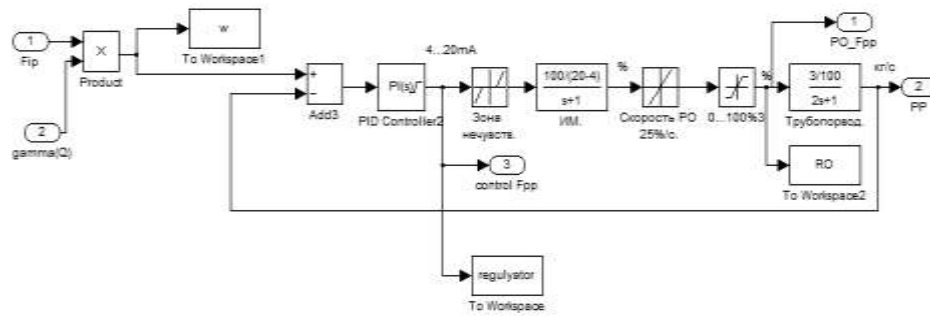 1
Fip
2
gamma(Q)
×
Product
w
To Workspace1
+
−
Add3
4...20mA
PI(s)
PID Controller2
Зона
нечувств.
100/(20-4)
s+1
ИМ.
%
Скорость РО
25%/с.
0...100%3
%
1
PO_Fpp
3/100
2s+1
Трубопорвод.
кг/с
2
PP
RO
To Workspace2
3
control Fpp
regulyator
To Workspace